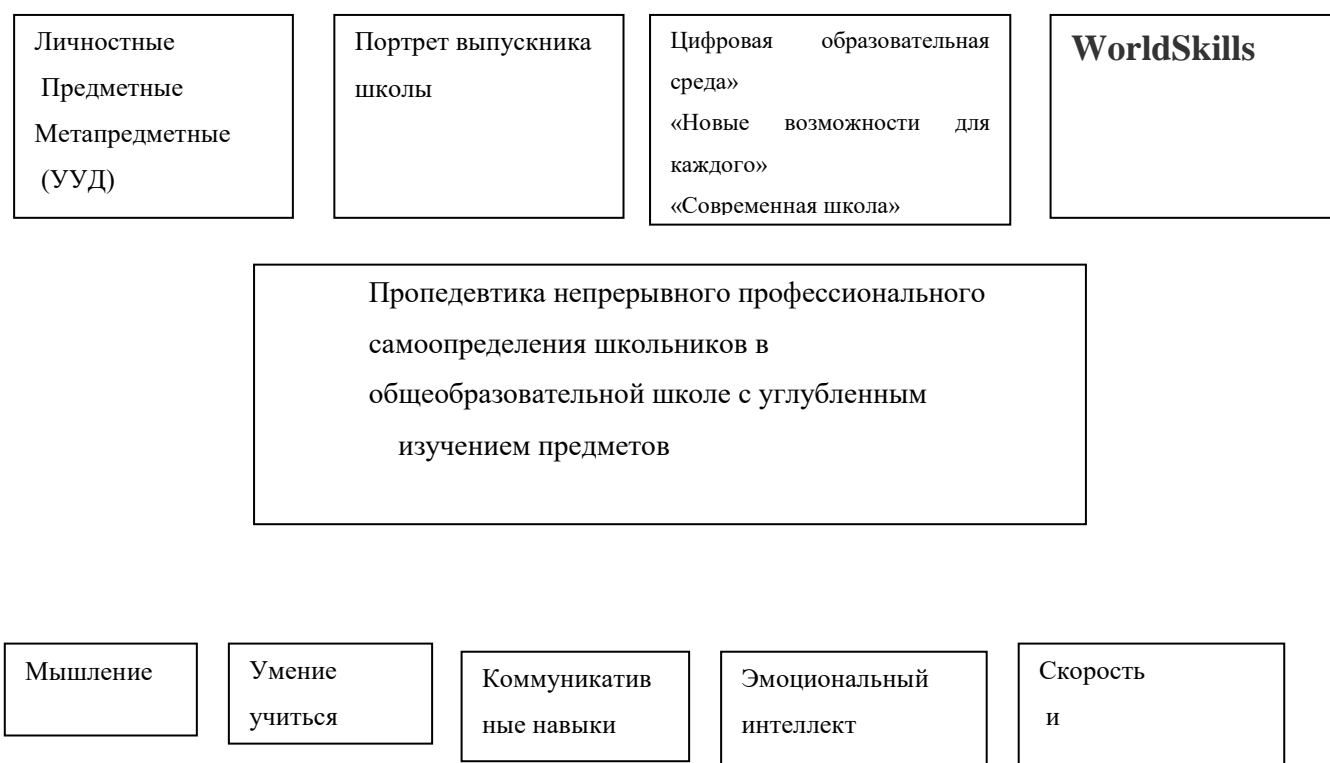 Личностные
Предметные
Метапредметные
(УУД)
Портрет выпускника
школы
Цифровая образовательная
среда»
«Новые возможности для
каждого»
«Современная школа»
WorldSkills
Пропедевтика непрерывного профессионального
самоопределения школьников в
общеобразовательной школе с углубленным
изучением предметов
Мышление
Умение
учиться
Коммуникатив
ные навыки
Эмоциональный
интеллект
Скорость
и